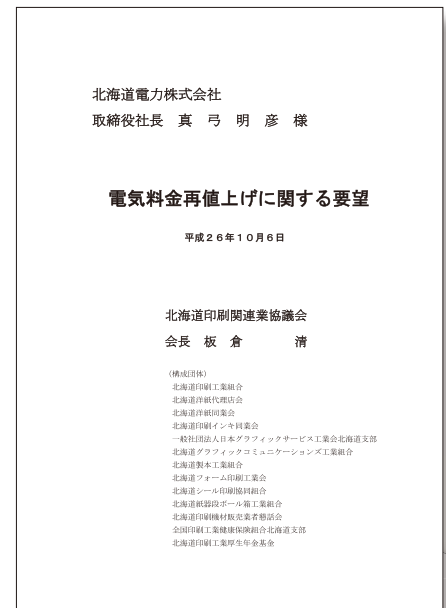 北海道電力株式会社
取締役社長 真 弓 明 彦 様
電気料金再値上げに関する要望
平成26年10月6日
北海道印刷関連業協議会
会長 板 倉 清
(構成団体)
北海道印刷工業組合
北海道洋紙代理店会
北海道洋紙同業会
北海道印刷インキ同業会
一般社団法人日本グラフィックサービス工業会北海道支部
北海道グラフィックコミュニケーションズ工業組合
北海道製本工業組合
北海道フォーム印刷工業会
北海道シール印刷協同組合
北海道紙器段ボール箱工業組合
北海道印刷機材販売業者懇話会
全国印刷工業健康保険組合北海道支部
北海道印刷工業厚生年金基金